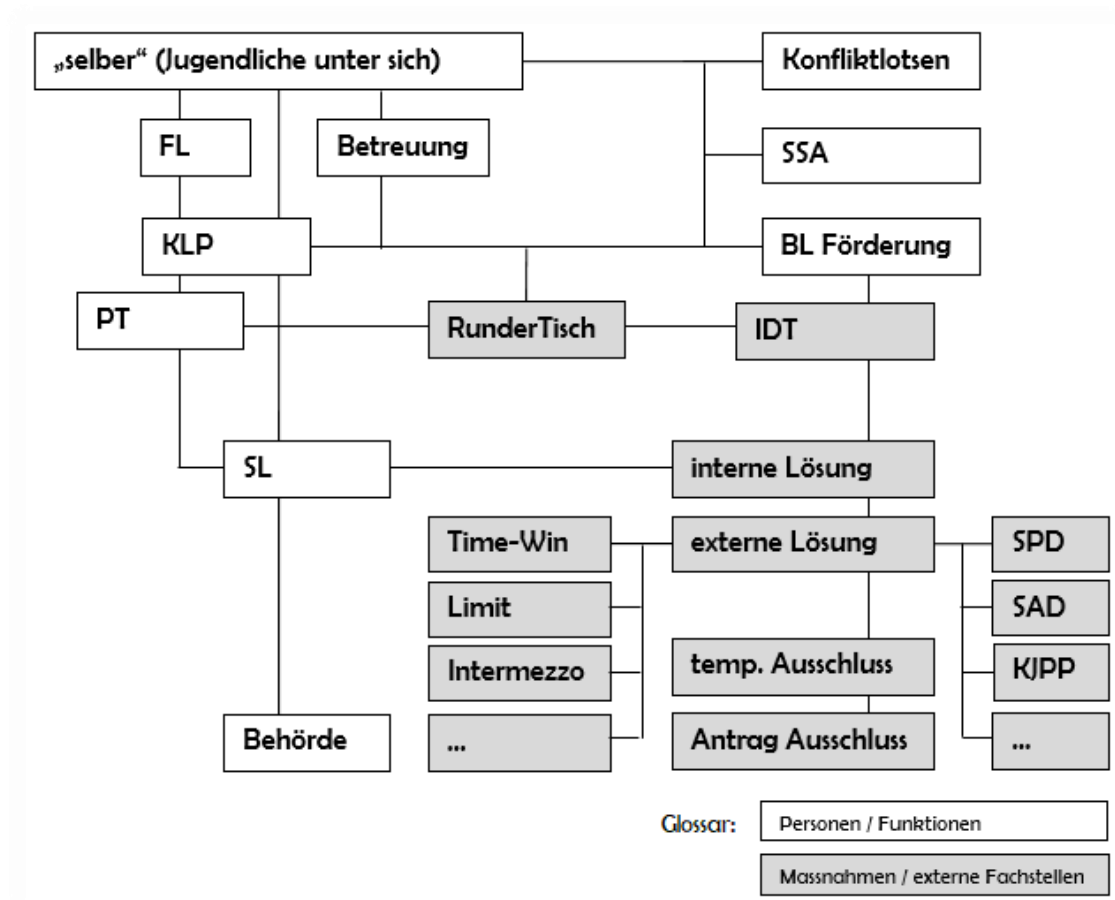 „selber“ (Jugendliche unter sich)
Konfliktlotsen
FL
Betreuung
SSA
KLP
BL Förderung
PT
RunderTisch
IDT
SL
interne Lösung
Time-Win
externe Lösung
SPD
Limit
SAD
Intermezzo
temp. Ausschluss
KJPP
Behörde
...
Antrag Ausschluss
...
Glossar:
Personen / Funktionen
Massnahmen / externe Fachstellen